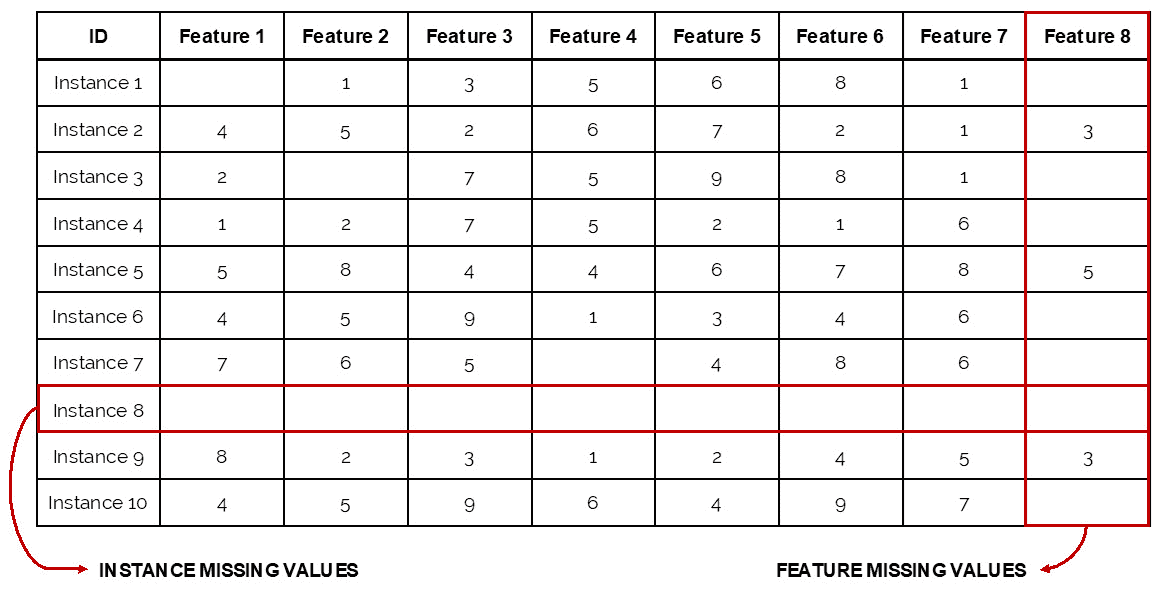 ID Feature 1 Feature 2 Feature 3 Feature 4 Feature 5 Feature 6 Feature 7 Feature 8
Instance 1 1 3 5 6 8 1
Instance 2 4 5 2 6 7 2 1 3
Instance 3 2 7 5 9 8 1
Instance 4 1 2 7 5 2 1 6
Instance 5 5 8 4 4 6 7 8 5
Instance 6 4 5 9 1 3 4 6
Instance 7 7 6 5 4 8 6
Instance 8
Instance 9 8 2 3 1 2 4 5 3
Instance 10 4 5 9 6 4 9 7
INSTANCE MISSING VALUES FEATURE MISSING VALUES